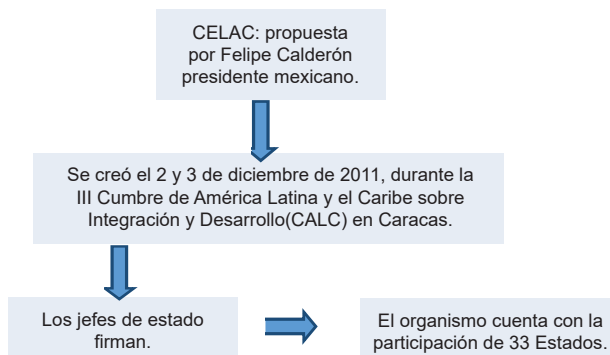 CELAC: propuesta
por Felipe Calderón
presidente mexicano.
Se creó el 2 y 3 de diciembre de 2011, durante la
III Cumbre de América Latina y el Caribe sobre
Integración y Desarrollo(CALC) en Caracas.
Los jefes de estado
firman.
El organismo cuenta con la
participación de 33 Estados.